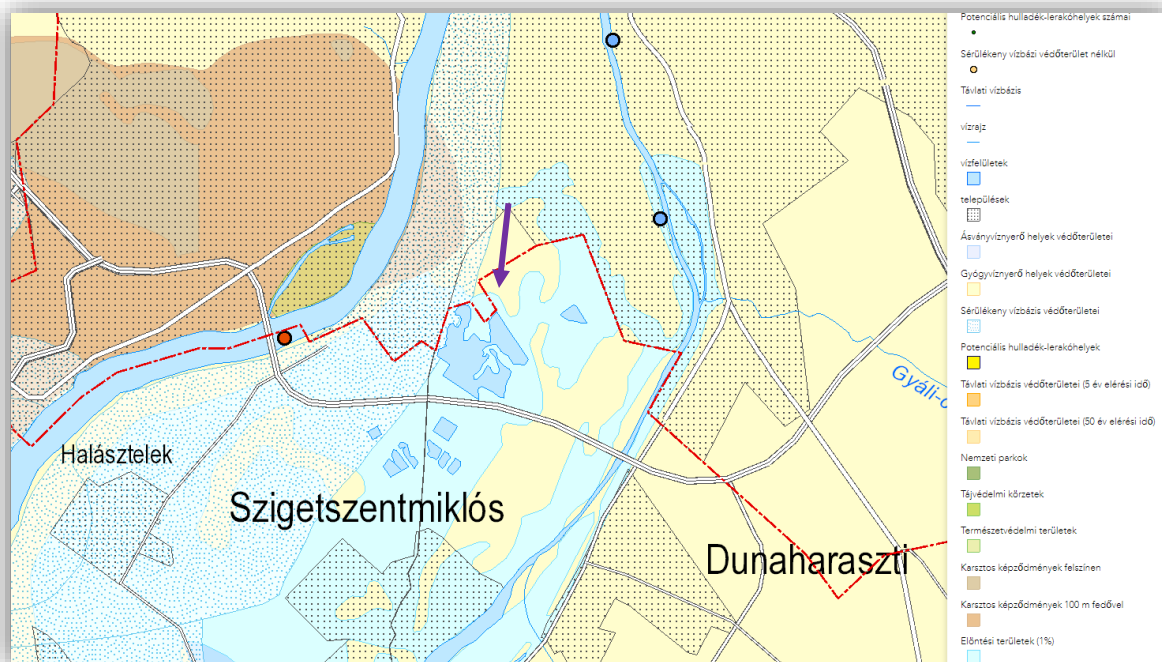 Halásztelek
Szigetszentmiklós
Dunaharaszti
Potenciális hulladék-lerakóhelyek számai
Sérülékeny vízbázi védőterület nélkül
Távlati vízbázis
vízrajz
vízfelületek
települések
Ásványvíznyerő helyek védőterületei
Gyógyvíznyerő helyek védőterületei
Sérülékeny vízbázis védőterületei
Potenciális hulladék-lerakóhelyek
Távlati vízbázis védőterületei (5 év elérési idő)
Távlati vízbázis védőterületei (50 év elérési idő)
Nemzeti parkok
Tájvédelmi körzetek
Természetvédelmi területek
Karsztos képződmények felszínen
Karsztos képződmények 100 m fedővel
Elöntési területek (1%)